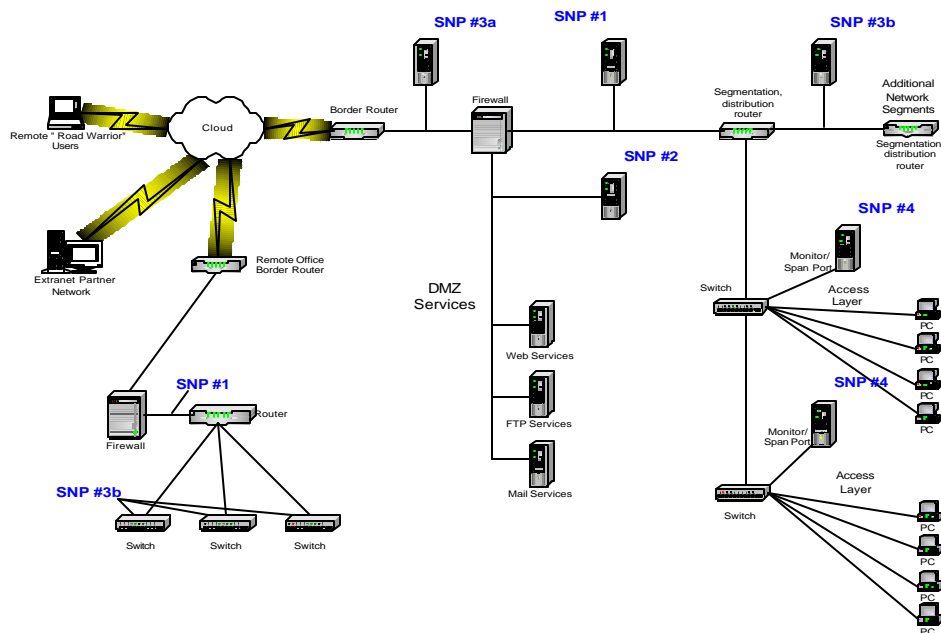 SNP #3a
SNP #1
SNP #3b
Border Router
Firewall
Segmentation,
distribution
router
Additional
Network
Segments
Segmentation
distribution
router
Cloud
Remote " Road Warrior"
Users
SNP #2
SNP #4
Monitor/
Span Port
Extranet Partner
Network
Remote Office
Border Router
DMZ
Services
Switch
Access
Layer
PC
PC
PC
PC
Web Services
SNP #1
Router
Firewall
FTP Services
SNP #4
Monitor/
Span Port
SNP #3b
Switch
Switch
Switch
Mail Services
Access
Layer
Switch
PC
PC
PC
PC